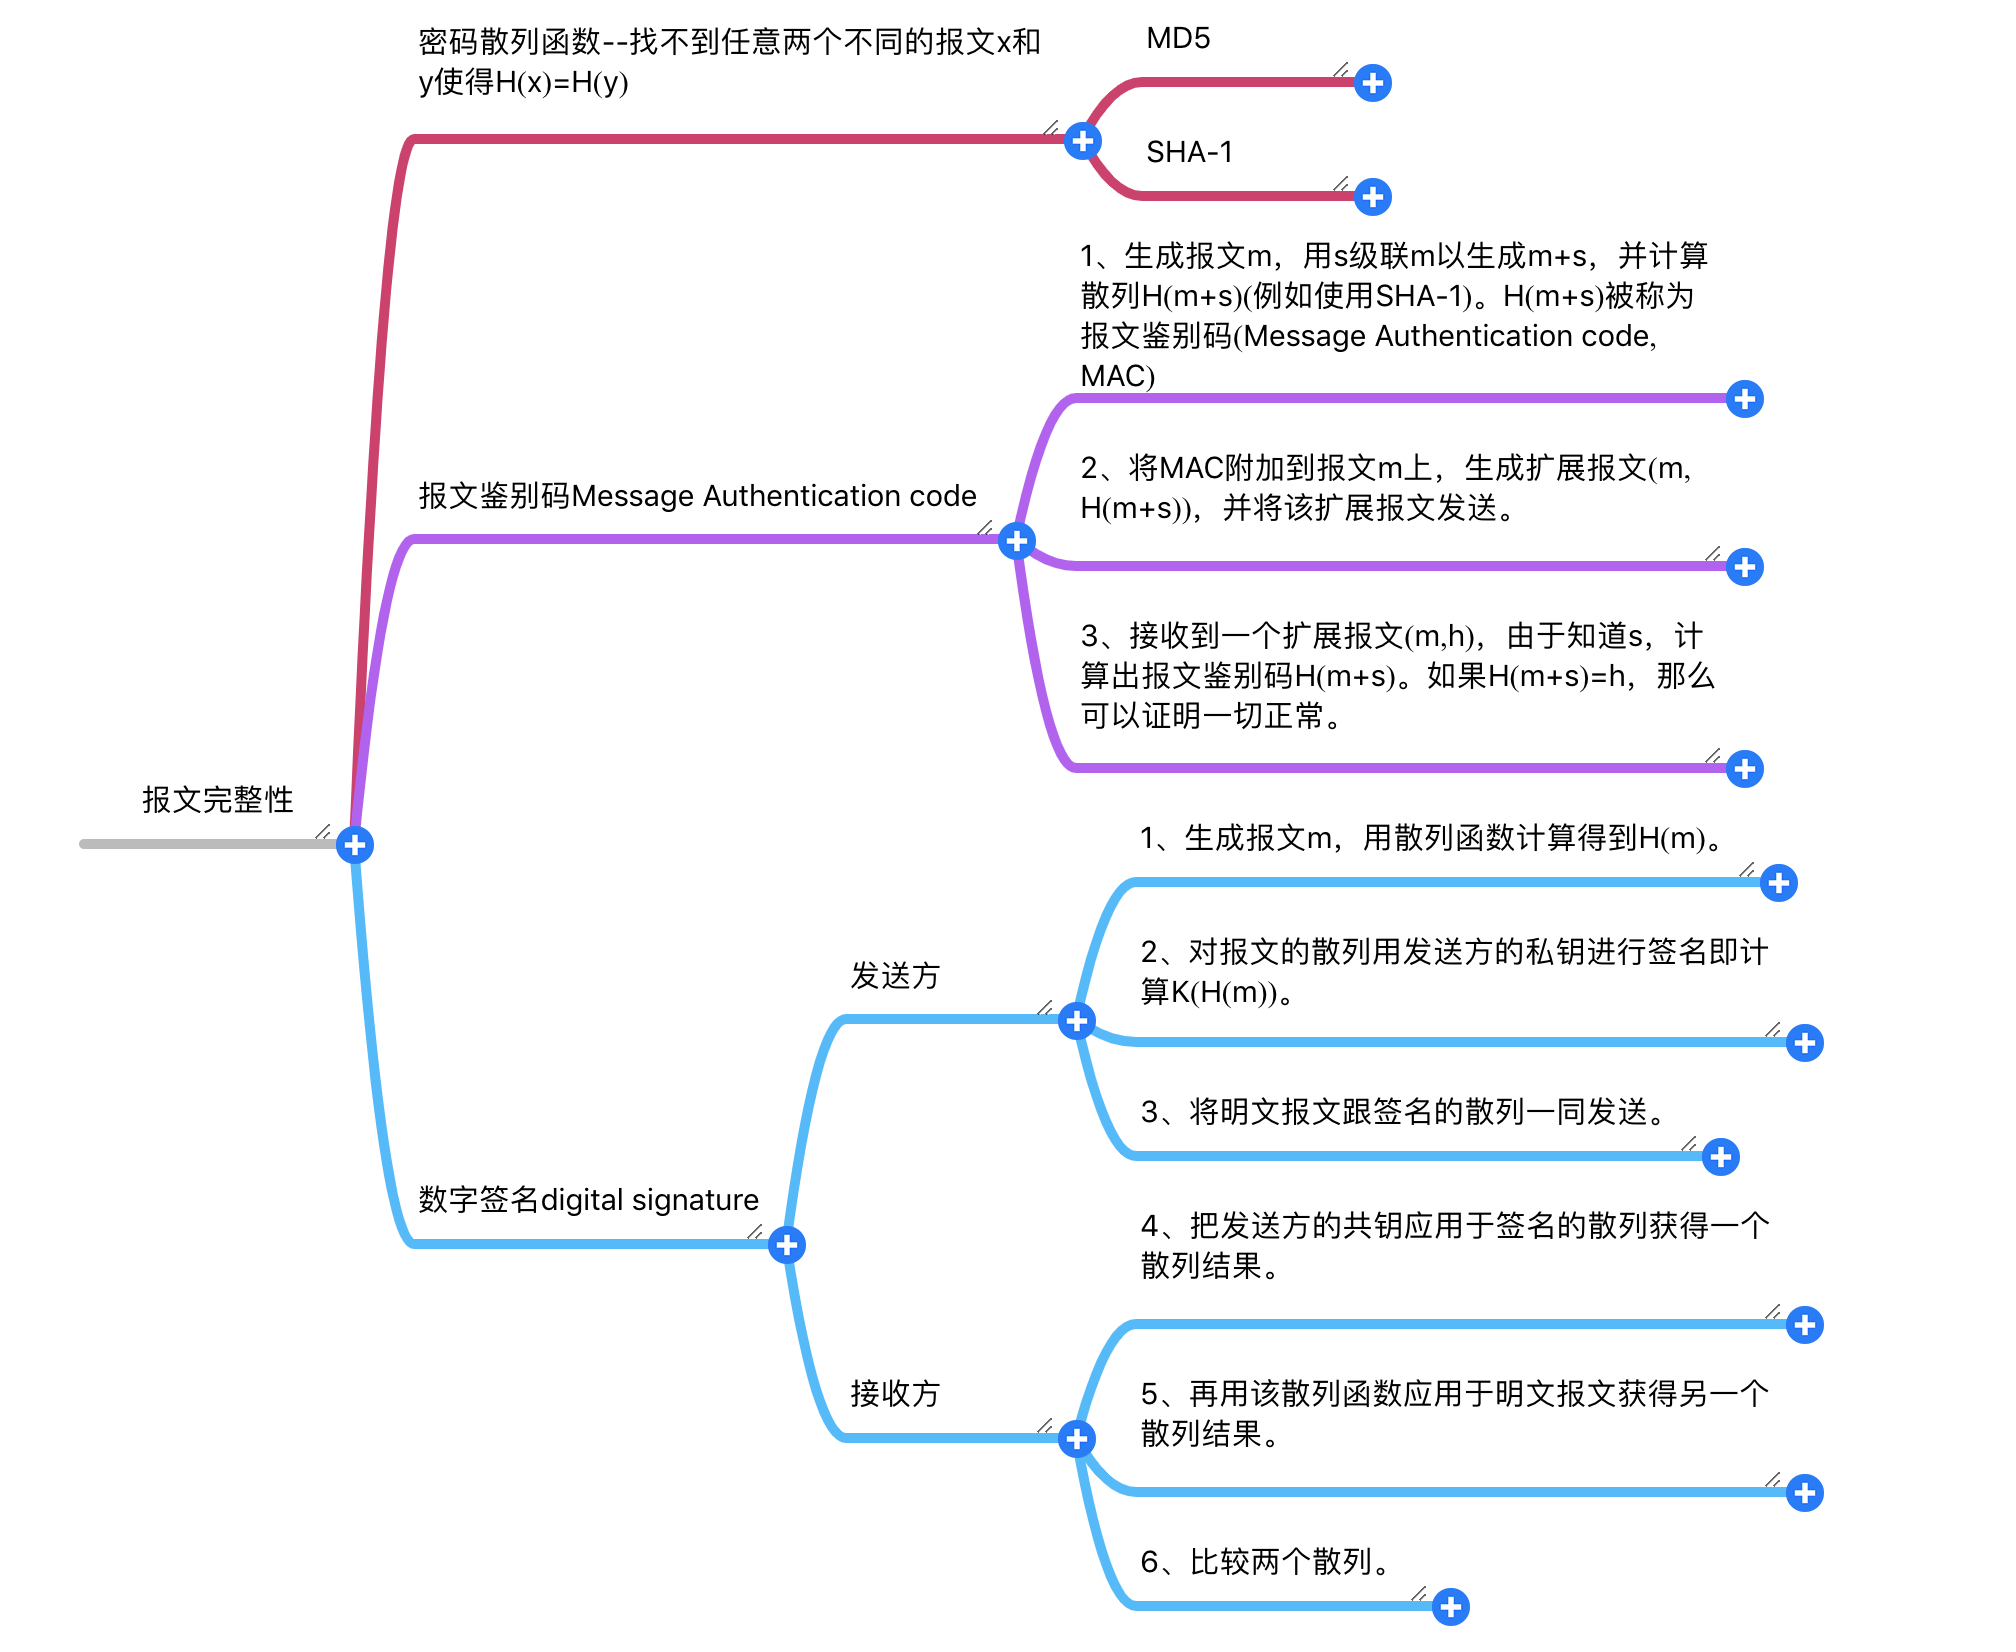 密码散列函数--找不到任意两个不同的报文x和
y使得H(x)=H(y)
MD5
SHA-1
报文鉴别码Message Authentication code
1、生成报文m，用s级联m以生成m+s，并计算
散列H(m+s)(例如使用SHA-1)。H(m+s)被称为
报文鉴别码(Message Authentication code,
MAC)
2、将MAC附加到报文m上，生成扩展报文(m,
H(m+s))，并将该扩展报文发送。
3、接收到一个扩展报文(m,h)，由于知道s，计
算出报文鉴别码H(m+s)。如果H(m+s)=h，那么
可以证明一切正常。
报文完整性
数字签名digital signature
发送方
1、生成报文m，用散列函数计算得到H(m)。
2、对报文的散列用发送方的私钥进行签名即计
算K(H(m))。
3、将明文报文跟签名的散列一同发送。
接收方
4、把发送方的共钥应用于签名的散列获得一个
散列结果。
5、再用该散列函数应用于明文报文获得另一个
散列结果。
6、比较两个散列。